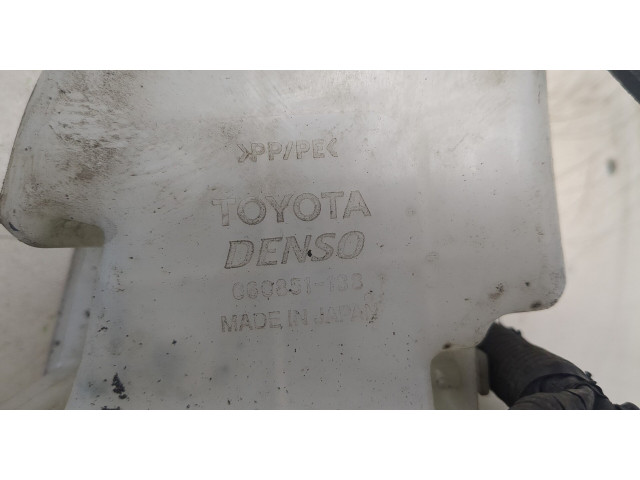 >PP/PE<
TOYOTA
DENSO
MADE IN JAPAN